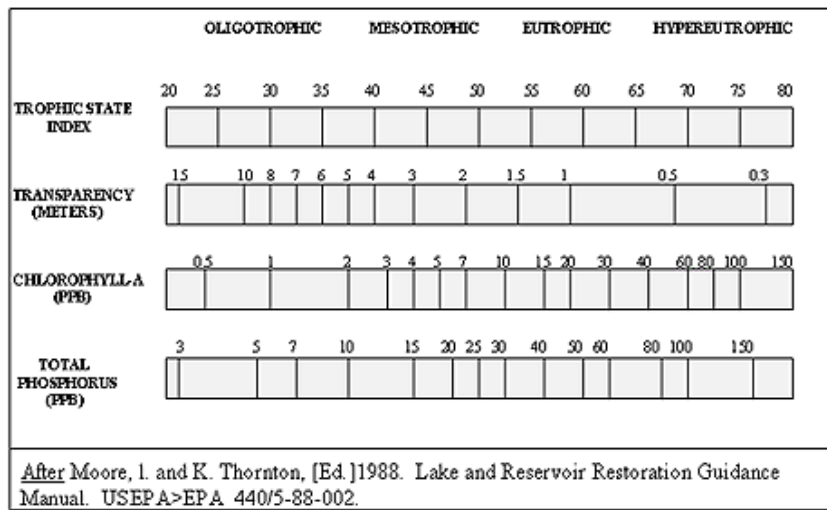 OLIGOTROPHIC MESOTROPHIC EUTROPHIC HYPEREUTROPHIC
20 25 30 35 40 45 50 55 60 65 70 75 80
TROPHIC STATE
INDEX
15 10 8 7 6 5 4 3 2 1.5 1 0.5 0.3
TRANSPARENCY
(METERS)
0.5 1 2 3 4 5 7 10 15 20 30 40 60 80 100 150
CHLOROPHYLL-A
(PPB)
3 5 7 10 15 20 25 30 40 50 60 80 100 150
TOTAL
PHOSPHORUS
(PPB)
After Moore, l. and K. Thornton, [Ed.]1988. Lake and Reservoir Restoration Guidance
Manual. USEPA>EPA 440/5-88-002.